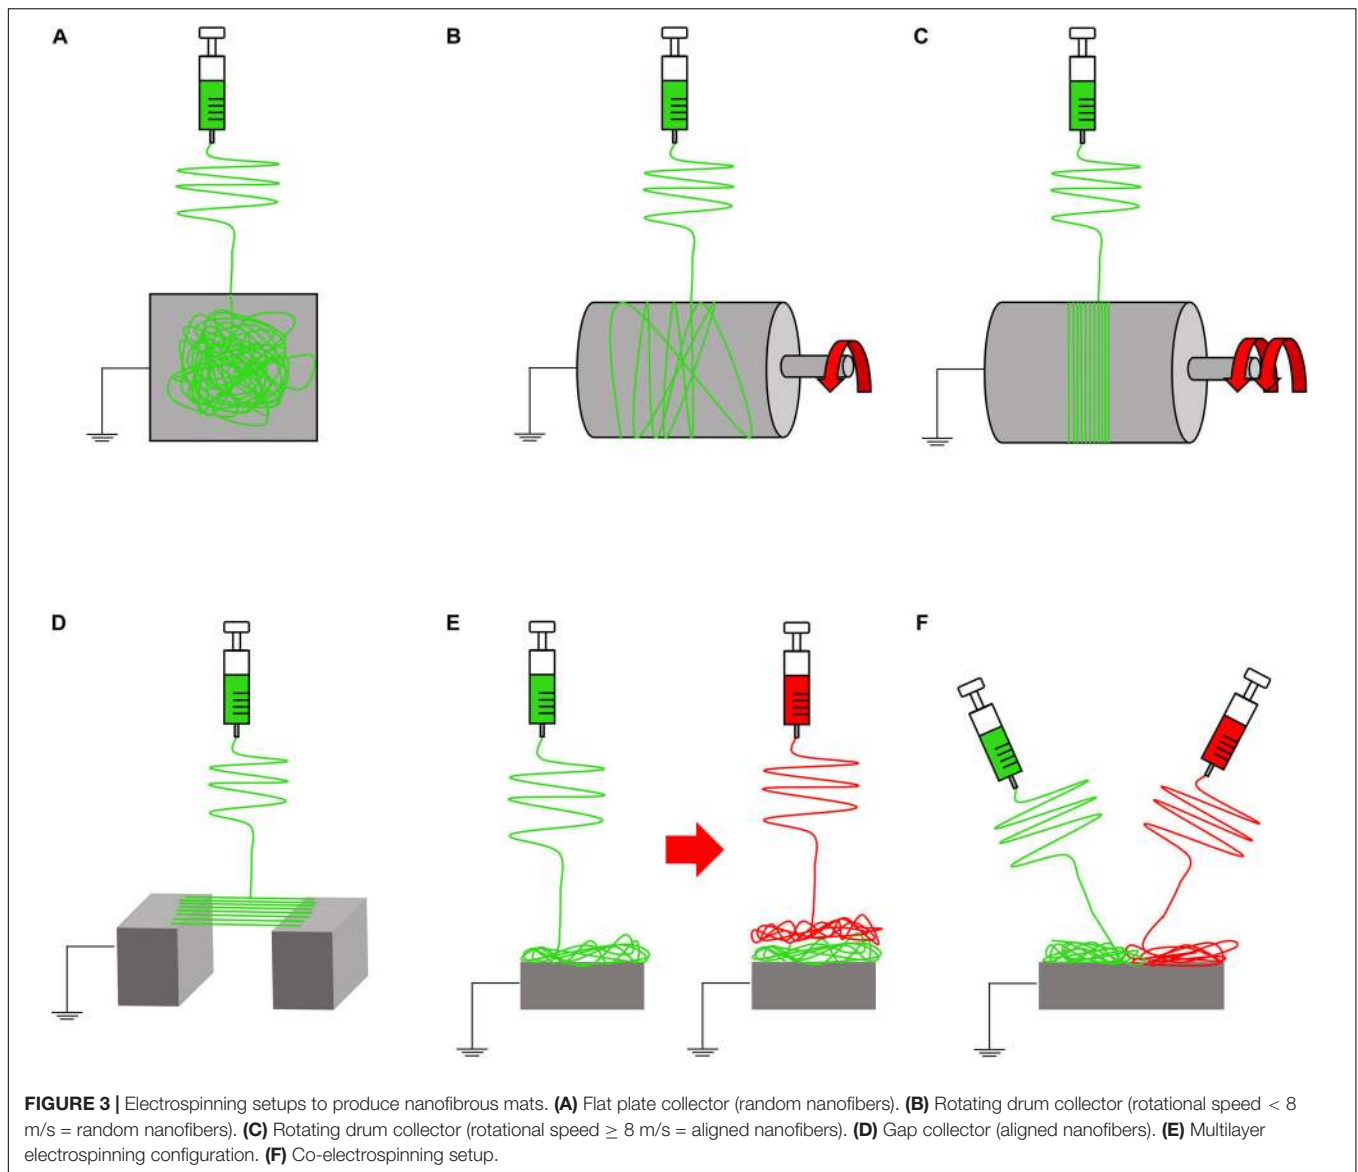 A
B
C
D
E
F
FIGURE 3 | Electrospinning setups to produce nanofibrous mats. (A) Flat plate collector (random nanofibers). (B) Rotating drum collector (rotational speed < 8
m/s = random nanofibers). (C) Rotating drum collector (rotational speed ≥ 8 m/s = aligned nanofibers). (D) Gap collector (aligned nanofibers). (E) Multilayer
electrospinning configuration. (F) Co-electrospinning setup.